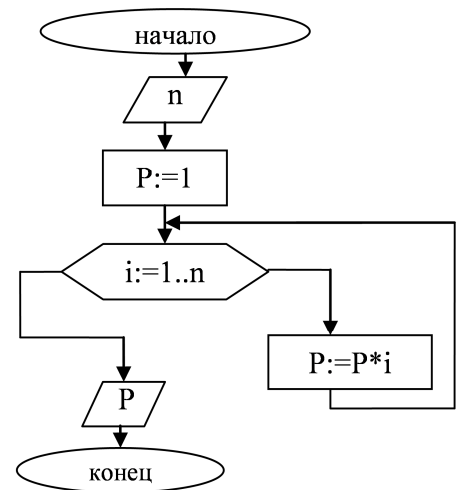 начало
n
P:=1
i:=1..n
P:=P*i
P
конец